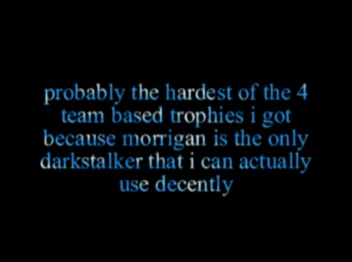 probably the hardest of the 4
team based trophies i got
because morrigan is the only
darkstalker that i can actually
use decently